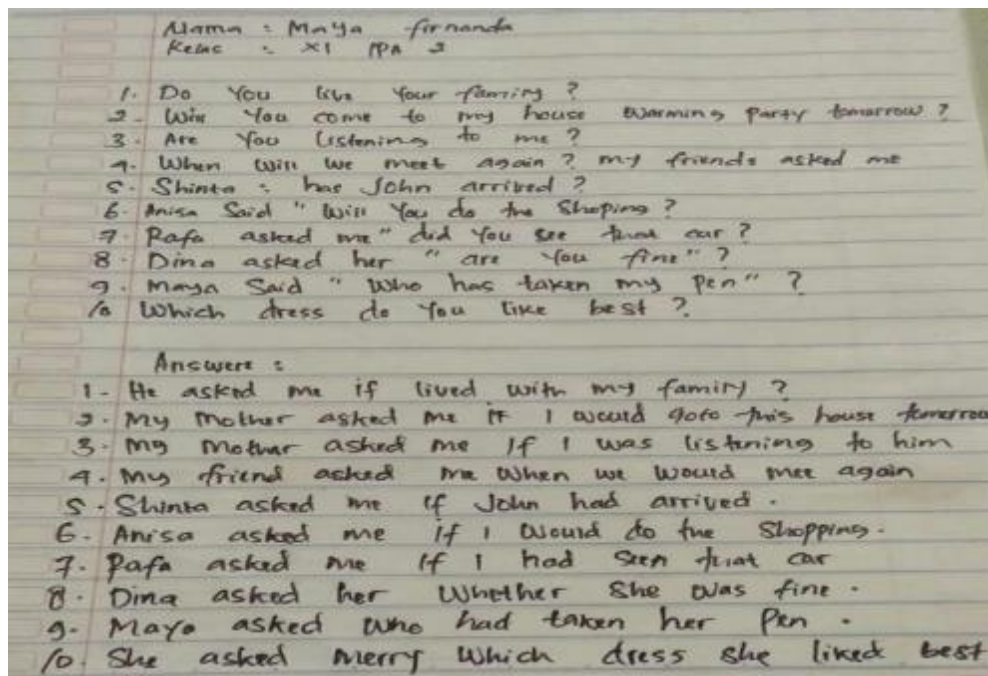 Nama : Maya firnanda
Kelas : XI IPA 2
1. Do You live Your family ?
2. Will You come to my house warming party tomorrow ?
3. Are You listening to me ?
4. When will we meet again ? my friends asked me
5. Shinta : has John arrived ?
6. Anisa Said " Will You do the Shoping ?
7. Rafa asked me " did You see that car ?
8. Dina asked her " are You fine " ?
9. Maya Said " Who has taken my pen " ?
10 Which dress do You like best ?
Answers :
1- He asked me if lived with my family ?
2. My Mother asked me if I would goto this house tomorrow
3. My Mother asked me If I was listening to him
4. My friend asked me when we would mee again
5. Shinta asked me if John had arrived .
6. Anisa asked me if I would do the Shopping.
7. Rafa asked me if I had seen that car
8. Dina asked her whether she was fine .
9. Maya asked who had taken her pen .
10. She asked merry which dress she liked best